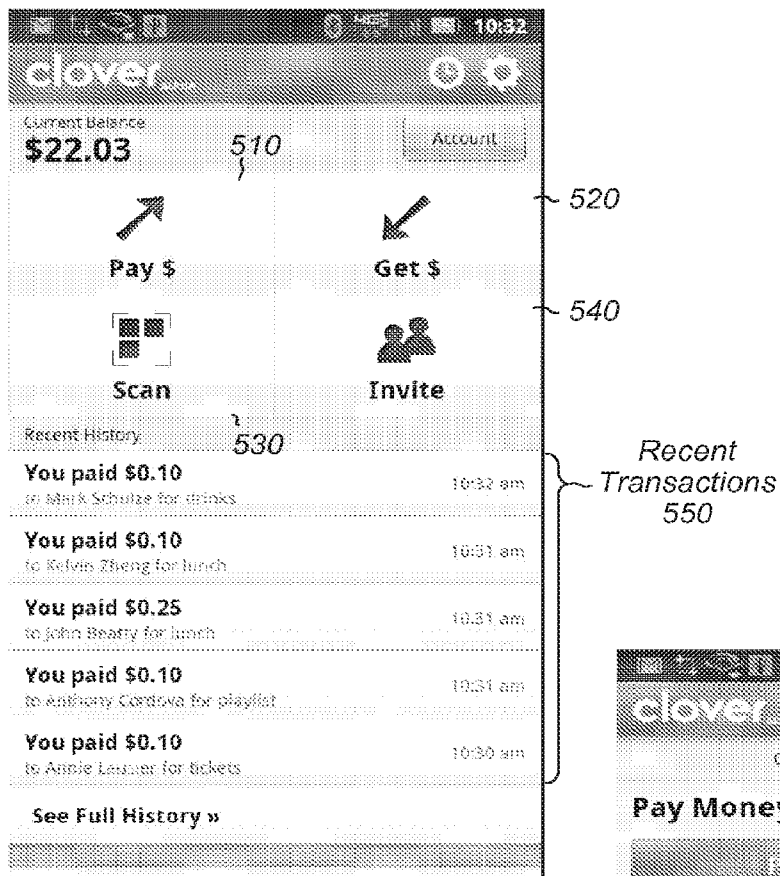 10:32
clover
Current Balance
$22.03
Account
510
520
Pay $
Get $
540
Scan
Invite
Recent History
530
You paid $0.10
to Mark Schulze for drinks
10:32 am
You paid $0.10
to Kelvin Zheng for lunch
10:31 am
You paid $0.25
to John Beatty for lunch
10:31 am
You paid $0.10
to Anthony Cordova for playlist
10:31 am
You paid $0.10
to Annie for tickets
10:30 am
See Full History »
Recent
Transactions
550
clover
Pay Money